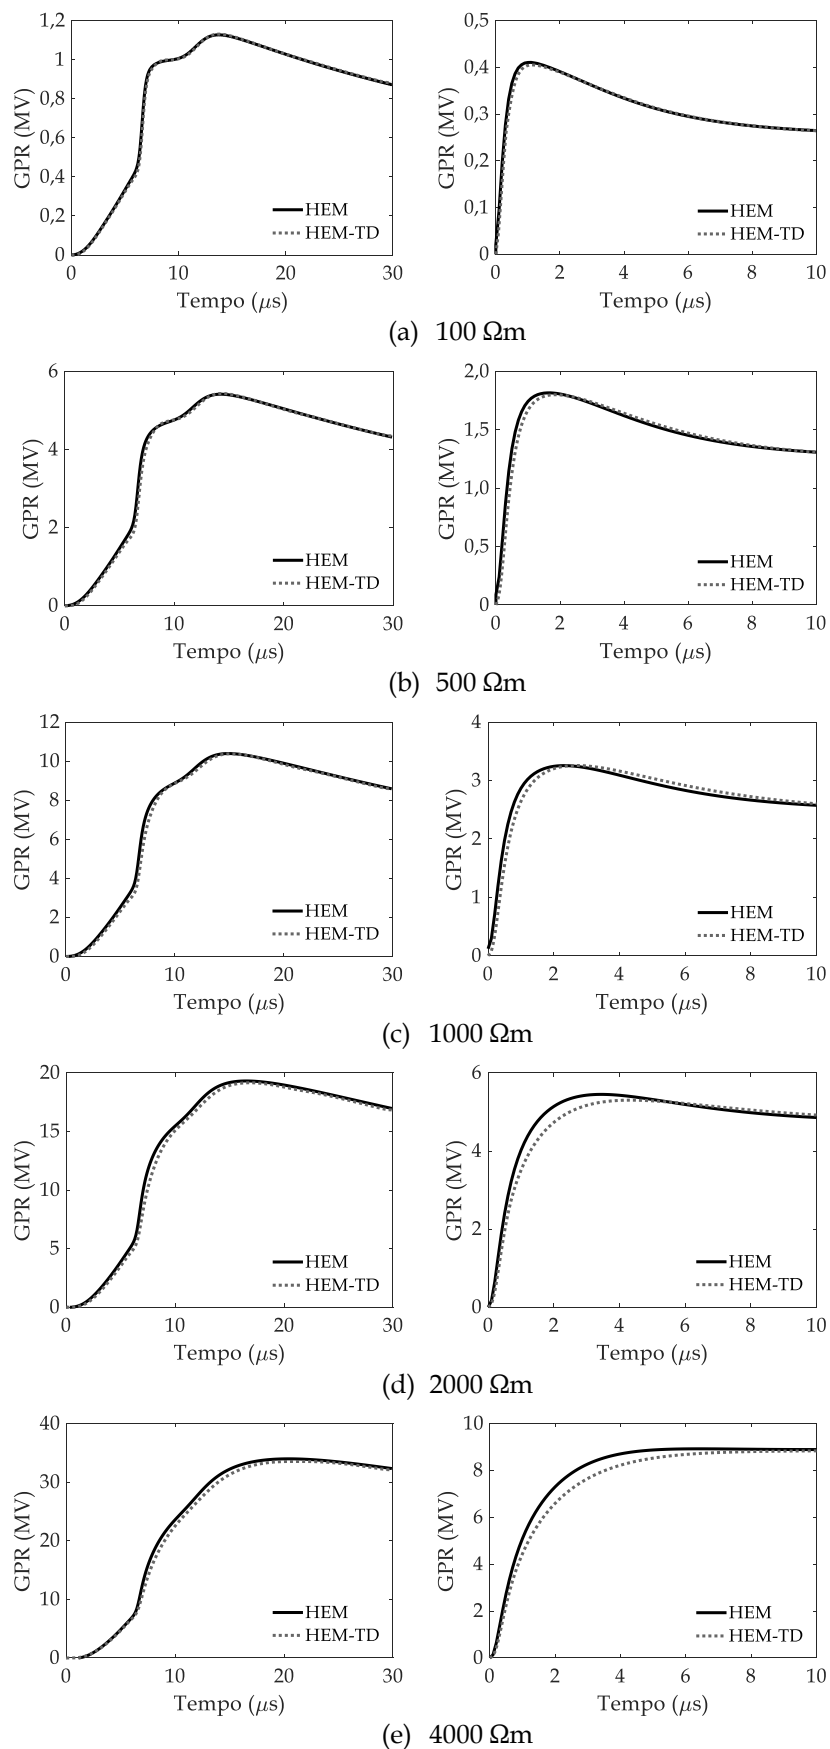 1,2
1
0,8
0,6
0,4
0,2
0
GPR (MV)
HEM
HEM-TD
0 10 20 30
Tempo (μs)
0,5
0,4
0,3
0,2
0,1
0
GPR (MV)
HEM
HEM-TD
0 2 4 6 8 10
Tempo (μs)
(a) 100 Ωm
6
4
2
0
GPR (MV)
HEM
HEM-TD
0 10 20 30
Tempo (μs)
2,0
1,5
1,0
0,5
0
GPR (MV)
HEM
HEM-TD
0 2 4 6 8 10
Tempo (μs)
(b) 500 Ωm
12
10
8
6
4
2
0
GPR (MV)
HEM
HEM-TD
0 10 20 30
Tempo (μs)
4
3
2
1
0
GPR (MV)
HEM
HEM-TD
0 2 4 6 8 10
Tempo (μs)
(c) 1000 Ωm
20
15
10
5
0
GPR (MV)
HEM
HEM-TD
0 10 20 30
Tempo (μs)
6
4
2
0
GPR (MV)
HEM
HEM-TD
0 2 4 6 8 10
Tempo (μs)
(d) 2000 Ωm
40
30
20
10
0
GPR (MV)
HEM
HEM-TD
0 10 20 30
Tempo (μs)
10
8
6
4
2
0
GPR (MV)
HEM
HEM-TD
0 2 4 6 8 10
Tempo (μs)
(e) 4000 Ωm